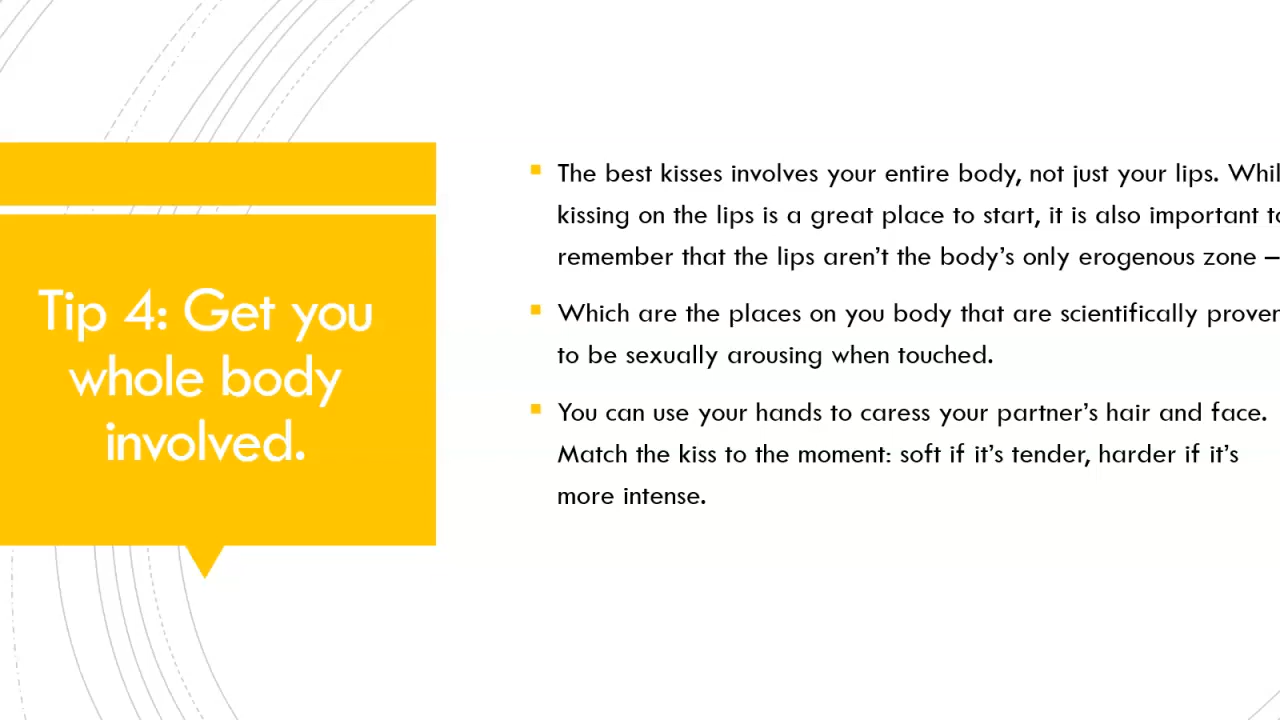 Tip 4: Get you
whole body
involved.
▪ The best kisses involves your entire body, not just your lips. Whil
kissing on the lips is a great place to start, it is also important to
remember that the lips aren’t the body’s only erogenous zone –
▪ Which are the places on you body that are scientifically proven
to be sexually arousing when touched.
▪ You can use your hands to caress your partner’s hair and face.
Match the kiss to the moment: soft if it’s tender, harder if it’s
more intense.